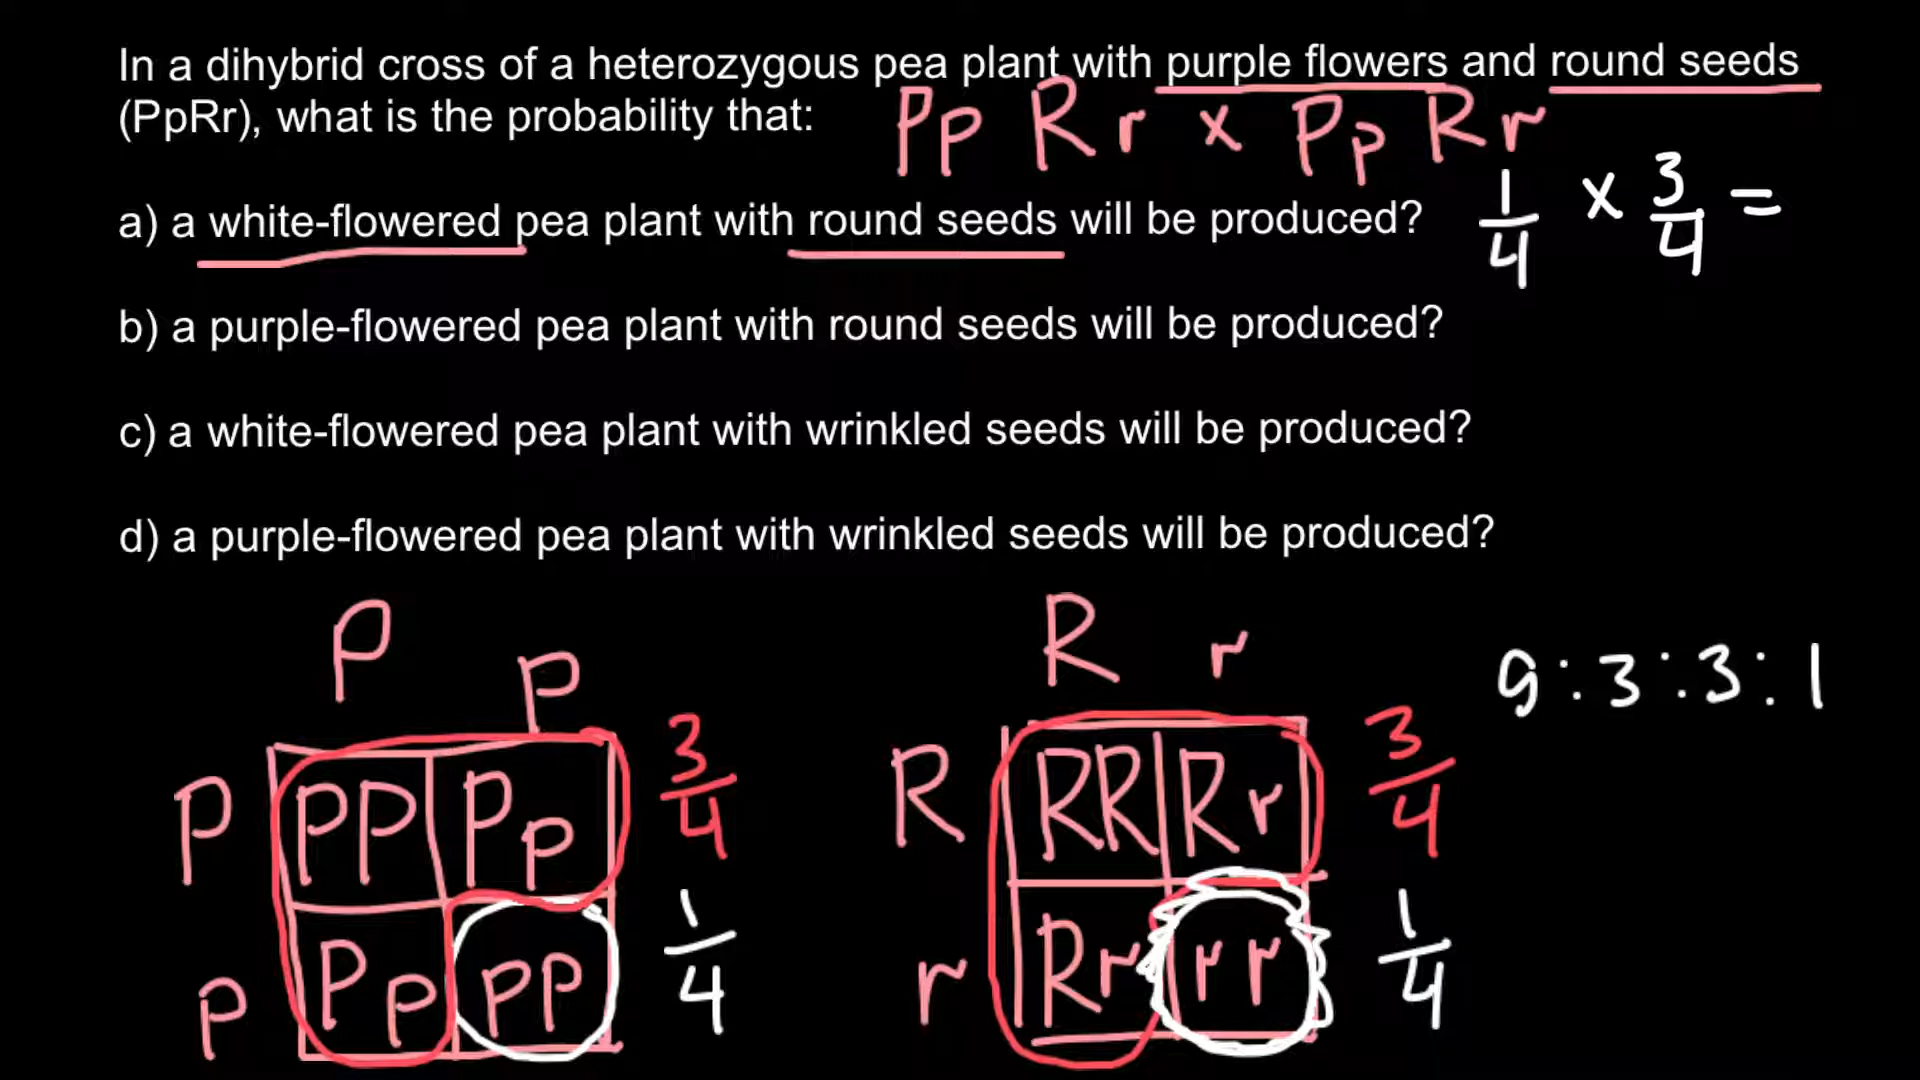 In a dihybrid cross of a heterozygous pea plant with purple flowers and round seeds
(PpRr), what is the probability that:
Pp Rr x Pp Rr
a) a white-flowered pea plant with round seeds will be produced?
1/4 x 3/4 =
b) a purple-flowered pea plant with round seeds will be produced?
c) a white-flowered pea plant with wrinkled seeds will be produced?
d) a purple-flowered pea plant with wrinkled seeds will be produced?
P p
P PP Pp 3/4
p Pp pp 1/4
R r
R RR Rr 3/4
r Rr rr 1/4
9:3:3:1